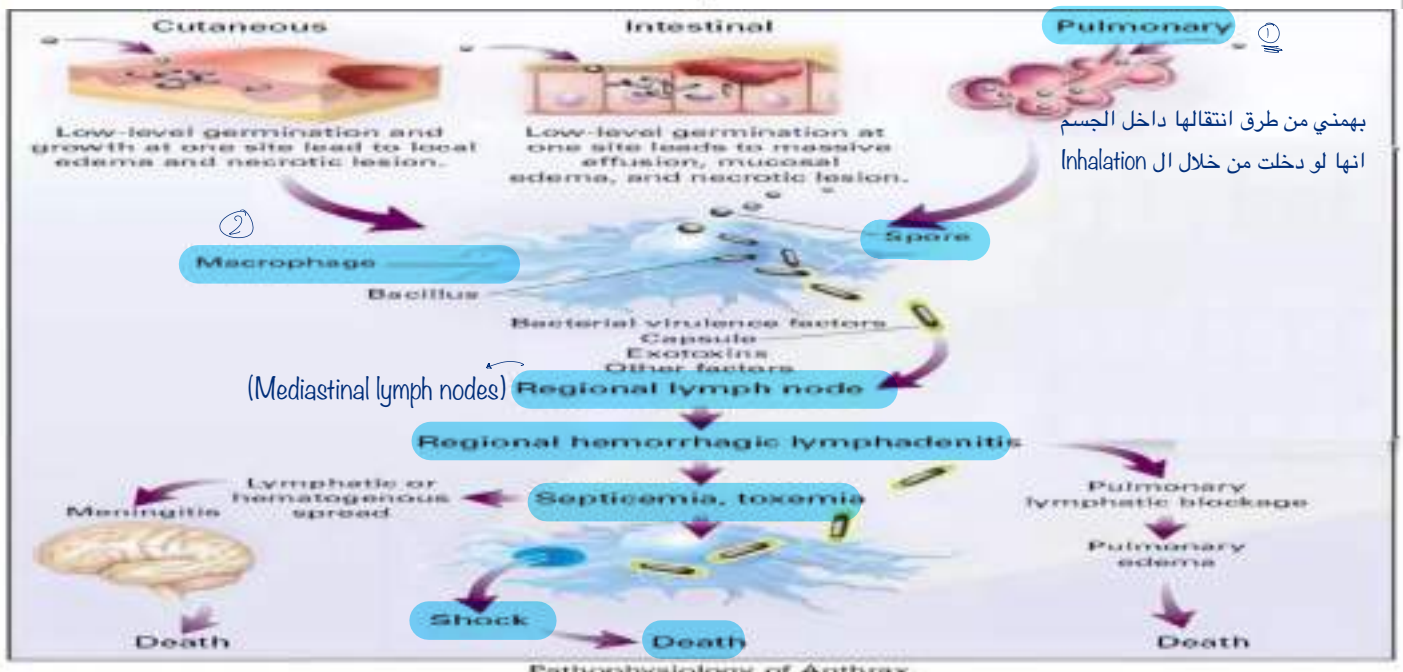 Cutaneous
Intestinal
Pulmonary
①
Low-level germination and
growth at one site lead to local
edema and necrotic lesion.
Low-level germination at
one site leads to massive
effusion, mucosal
edema, and necrotic lesion.
بهمني من طرق انتقالها داخل الجسم
انها لو دخلت من خلال ال Inhalation
②
Macrophage
Spore
Bacillus
Bacterial virulence factors
Capsule
Exotoxins
Other factors
(Mediastinal lymph nodes) Regional lymph node
Regional hemorrhagic lymphadenitis
Septicemia, toxemia
Lymphatic or
hematogenous
spread
Meningitis
Death
Pulmonary
lymphatic blockage
Pulmonary
edema
Death
Shock
Death
Pathophysiology of Anthrax